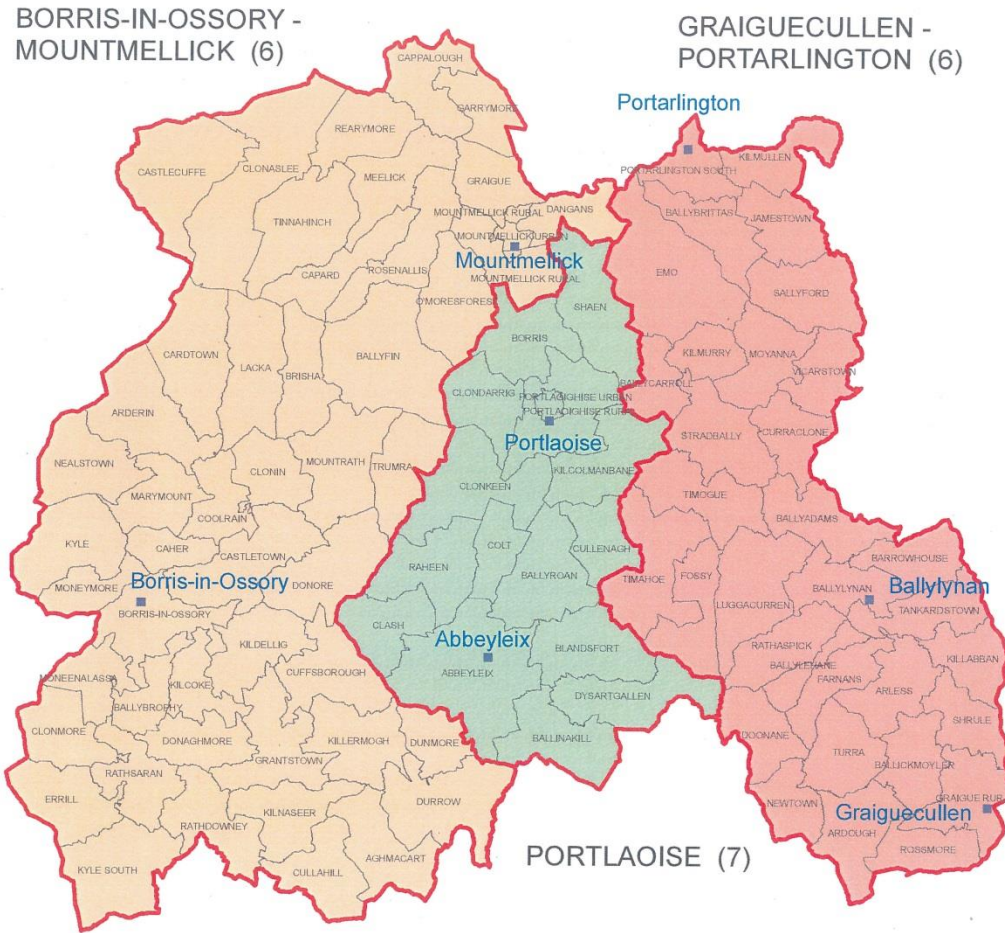 BORRIS-IN-OSSORY -
MOUNTMELLICK (6)
GRAIGUECULLEN -
PORTARLINGTON (6)
CAPPALOUGH
GARRYMORE
REARYMORE
Portarlington
CASTLECUFFE
CLONASLEE
MEELICK
GRAIGUE
PORTARLINGTON SOUTH
KILMULLEN
TINNAHINCH
MOUNTMELLICK RURAL
DANGANS
BALLYBRITTAS
JAMESTOWN
MOUNTMELLICK URBAN
Mountmellick
CAPARD
ROSENALLIS
MOUNTMELLICK RURAL
EMO
SALLYFORD
O'MORESFOREST
SHAEN
BORRIS
CARDTOWN
LACKA
BRISHA
BALLYFIN
KILMURRY
MOYANNA
VICARSTOWN
CLONDARRIG
BALLYCARROLL
PORTLAOIGHISE URBAN
PORTLAOIGHISE RURAL
ARDERIN
Portlaoise
STRADBALLY
CURRACLONE
NEALSTOWN
CLONIN
MOUNTRATH
TRUMRA
KILCOLMANBANE
MARYMOUNT
CLONKEEN
TIMOGUE
COOLRAIN
BALLYADAMS
KYLE
CAHER
CASTLETOWN
COLT
CULLENAGH
BARROWHOUSE
RAHEEN
BALLYROAN
TIMAHOE
FOSSY
MONEYMORE
Borris-in-Ossory
DONORE
BALLYLYNAN
Ballylynan
BORRIS-IN-OSSORY
LUGGACURREN
TANKARDSTOWN
CLASH
Abbeyleix
KILDELLIG
BLANDSFORT
RATHASPICK
KILLABBAN
ABBEYLEIX
CUFFSBOROUGH
BALLYLEHANE
FARNANS
MONEENALASSA
KILCOKE
ARLESS
BALLYBROPHY
DYSARTGALLEN
SHRULE
CLONMORE
DONAGHMORE
KILLERMOGH
DUNMORE
BALLINAKILL
DOONANE
TURRA
GRANTSTOWN
BALLICKMOYLER
RATHSARAN
ERRILL
DUROW
NEWTOWN
GRAIGUE RUR
KILNASEER
Graiguecullen
RATHDOWNEY
ARDOUGH
ROSSMORE
AGHMACART
PORTLAOISE (7)
KYLE SOUTH
CULLAHILL